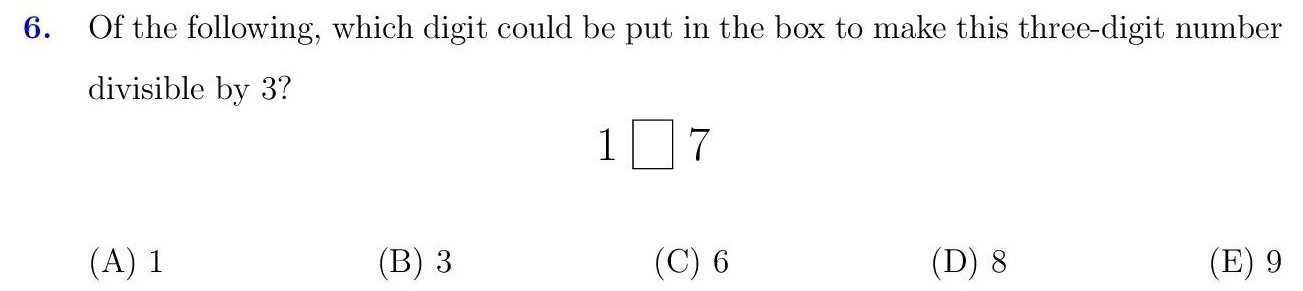 6. Of the following, which digit could be put in the box to make this three-digit number
divisible by 3?
1 □ 7
(A) 1 (B) 3 (C) 6 (D) 8 (E) 9